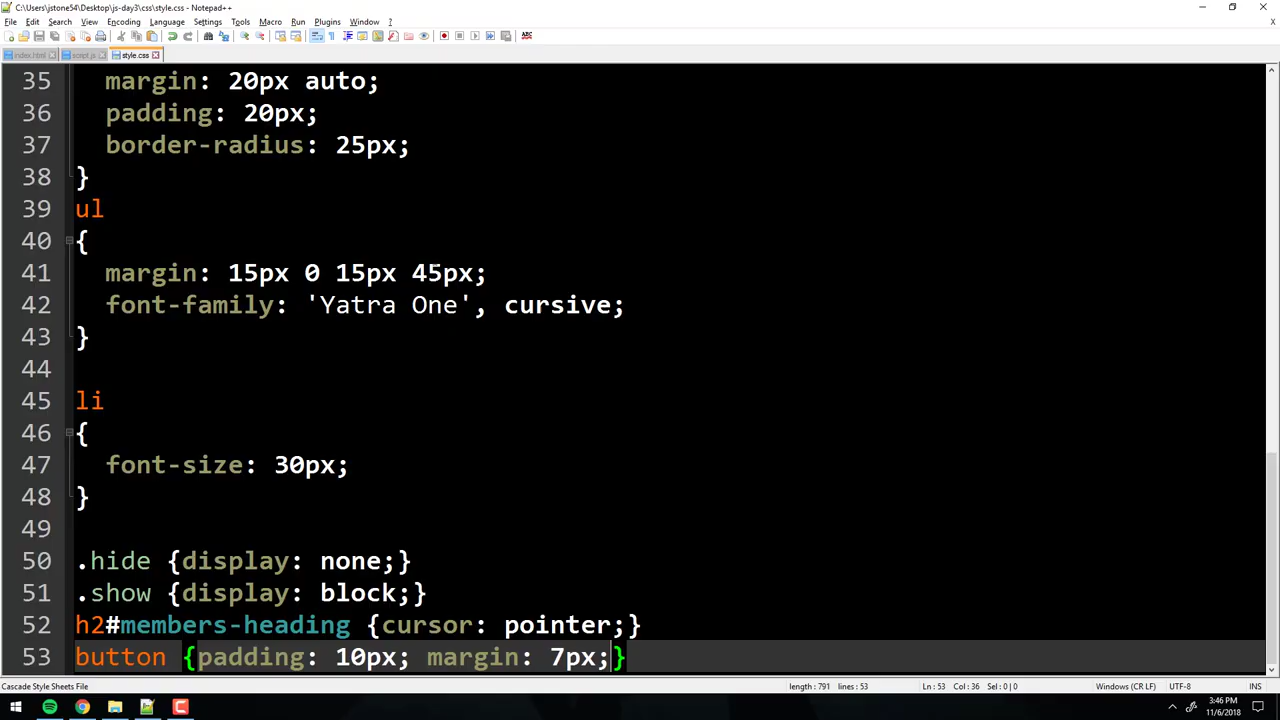 C:\Users\jstone54\Desktop\js-day3\css\style.css - Notepad++
File Edit Search View Encoding Language Settings Tools Macro Run Plugins Window ?
index.html script.js style.css
35 margin: 20px auto;
36 padding: 20px;
37 border-radius: 25px;
38 }
39 ul
40 {
41 margin: 15px 0 15px 45px;
42 font-family: 'Yatra One', cursive;
43 }
44
45 li
46 {
47 font-size: 30px;
48 }
49
50 .hide {display: none;}
51 .show {display: block;}
52 h2#members-heading {cursor: pointer;}
53 button {padding: 10px; margin: 7px;}
Cascade Style Sheets File length : 791 lines : 53 Ln : 53 Col : 36 Sel : 0 | 0 Windows (CR LF) UTF-8 INS
3:46 PM
11/6/2018